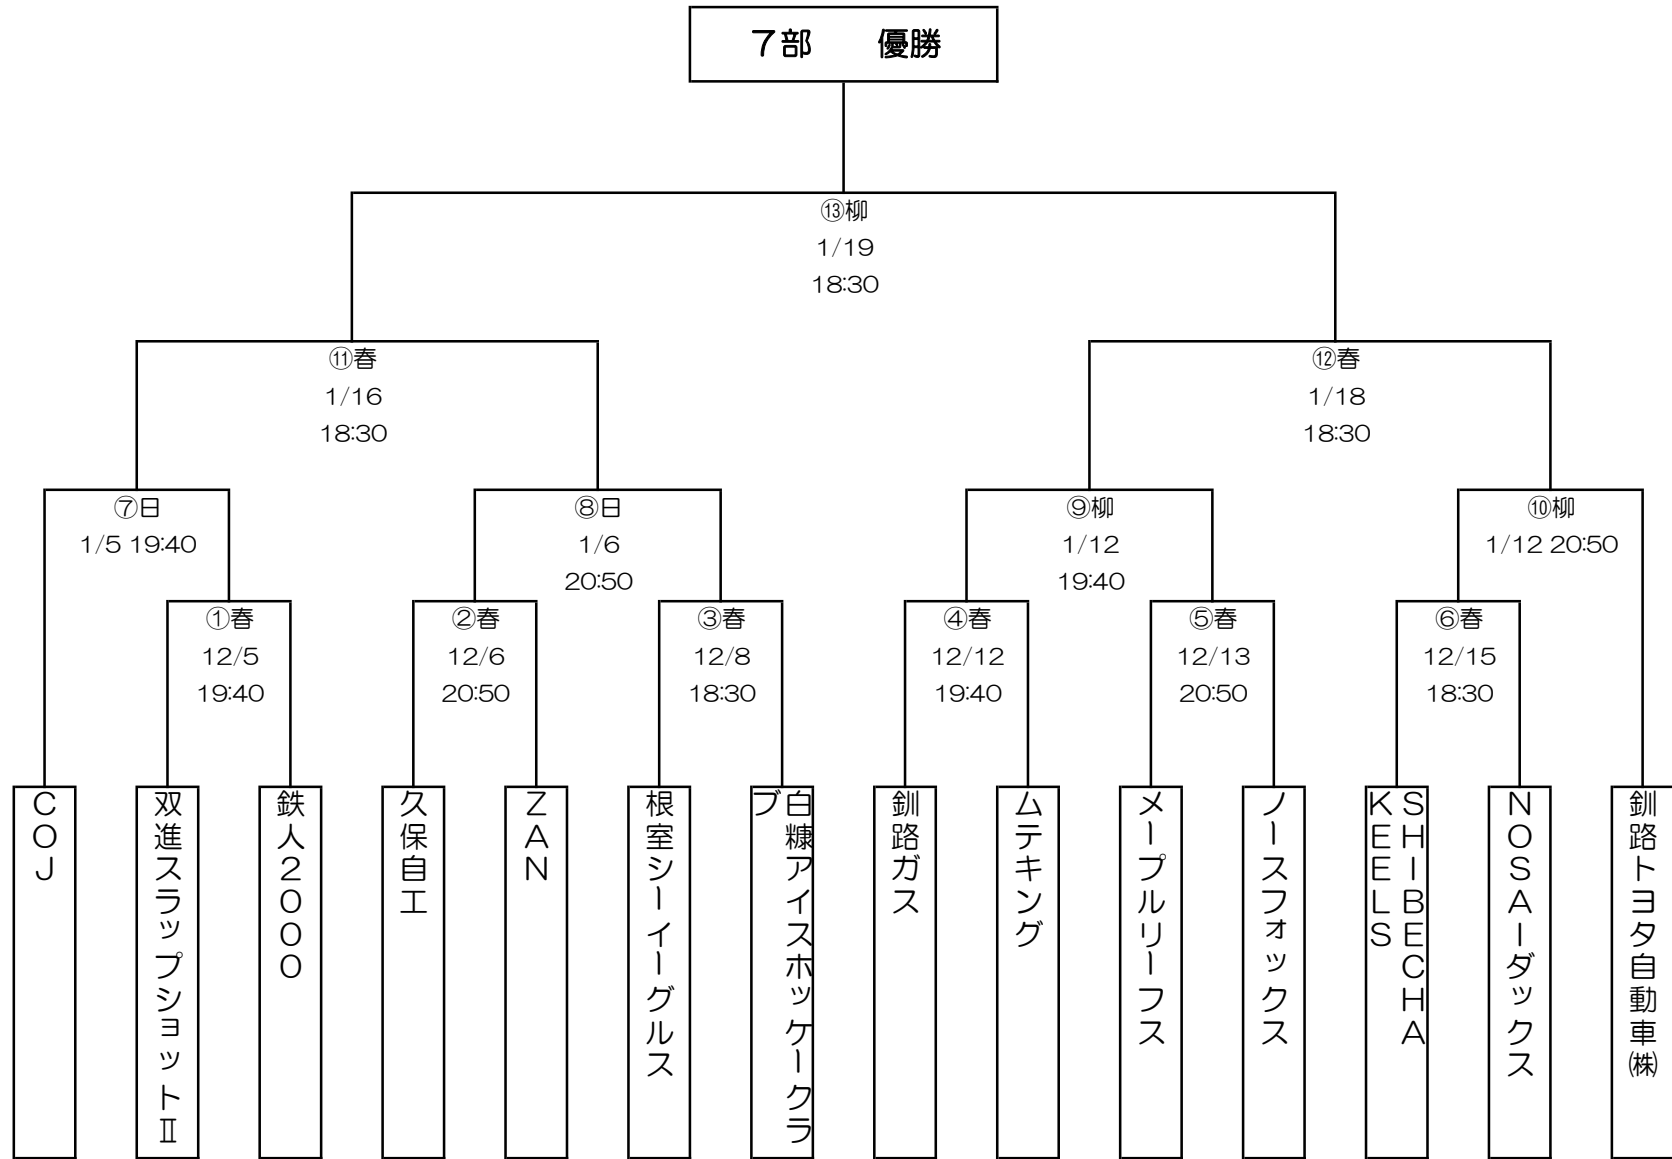 7部　優勝
⑬柳
1/19
18:30
⑪春
1/16
18:30
⑫春
1/18
18:30
⑦日
1/5 19:40
⑧日
1/6
20:50
⑨柳
1/12
19:40
⑩柳
1/12 20:50
①春
12/5
19:40
②春
12/6
20:50
③春
12/8
18:30
④春
12/12
19:40
⑤春
12/13
20:50
⑥春
12/15
18:30
COJ
双進スラップショットⅡ
鉄人2000
久保自工
ZAN
根室シーイーグルス
白糠アイスホッケークラ
ブ
釧路ガス
ムテキング
メープルリーフス
ノースフォックス
SHIBECHA
KEELS
NOSAIーダックス
釧路トヨタ自動車㈱